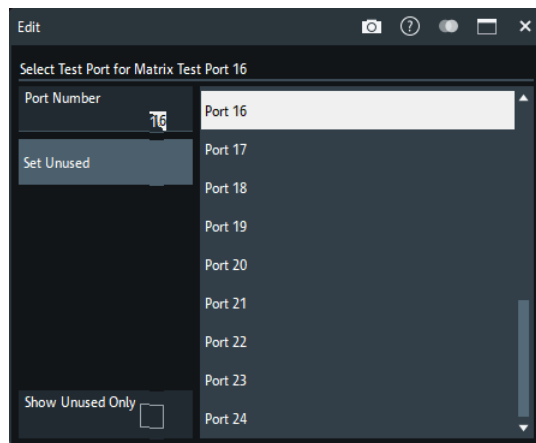 Edit
Select Test Port for Matrix Test Port 16
Port Number
16
Set Unused
Show Unused Only
Port 16
Port 17
Port 18
Port 19
Port 20
Port 21
Port 22
Port 23
Port 24